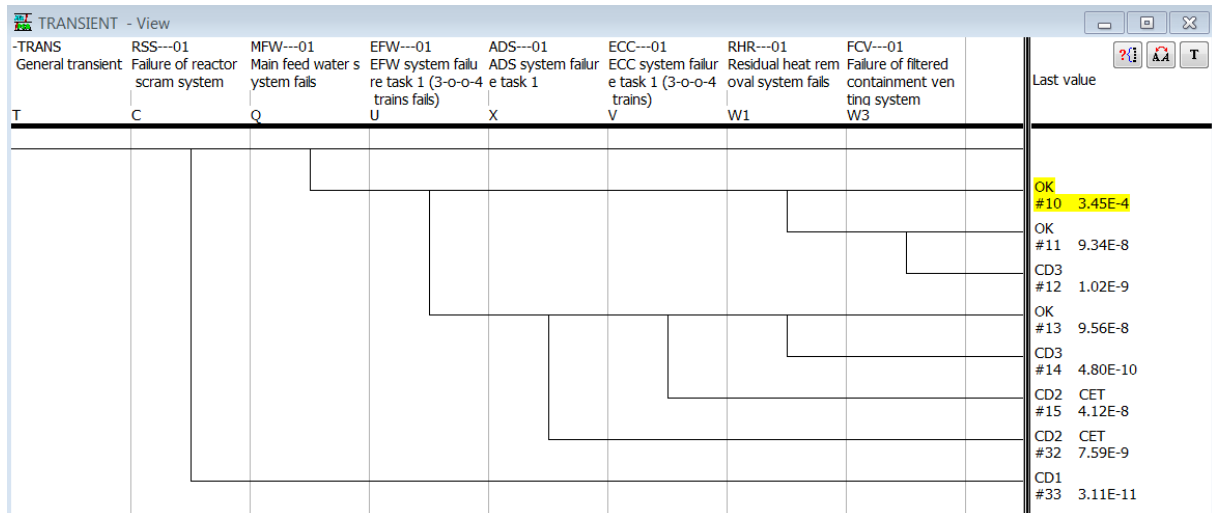 TRANSIENT - View
-TRANS
General transient
T
RSS---01
Failure of reactor
scram system
C
MFW---01
Main feed water s
ystem fails
Q
EFW---01
EFW system failu
re task 1 (3-o-o-4
trains fails)
U
ADS---01
ADS system failur
e task 1
X
ECC---01
ECC system failur
e task 1 (3-o-o-4
trains)
V
RHR---01
Residual heat rem
oval system fails
W1
FCV---01
Failure of filtered
containment ven
ting system
W3
?{} AA T
Last value
OK
#10 3.45E-4
OK
#11 9.34E-8
CD3
#12 1.02E-9
OK
#13 9.56E-8
CD3
#14 4.80E-10
CD2 CET
#15 4.12E-8
CD2 CET
#32 7.59E-9
CD1
#33 3.11E-11